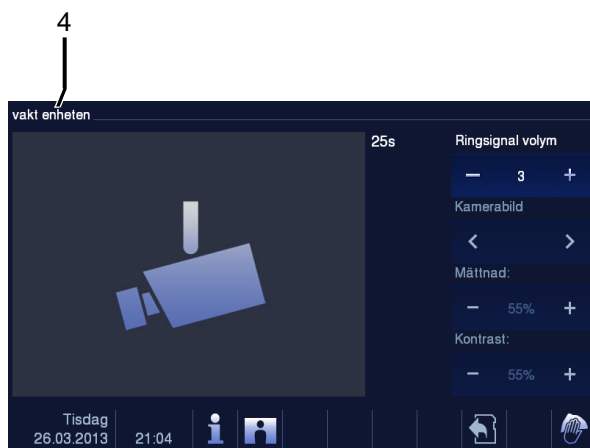 4
vakt enheten
25s
Ringsignal volym
− 3 +
Kamerabild
< >
Mättnad:
− 55% +
Kontrast:
− 55% +
Tisdag
26.03.2013 21:04